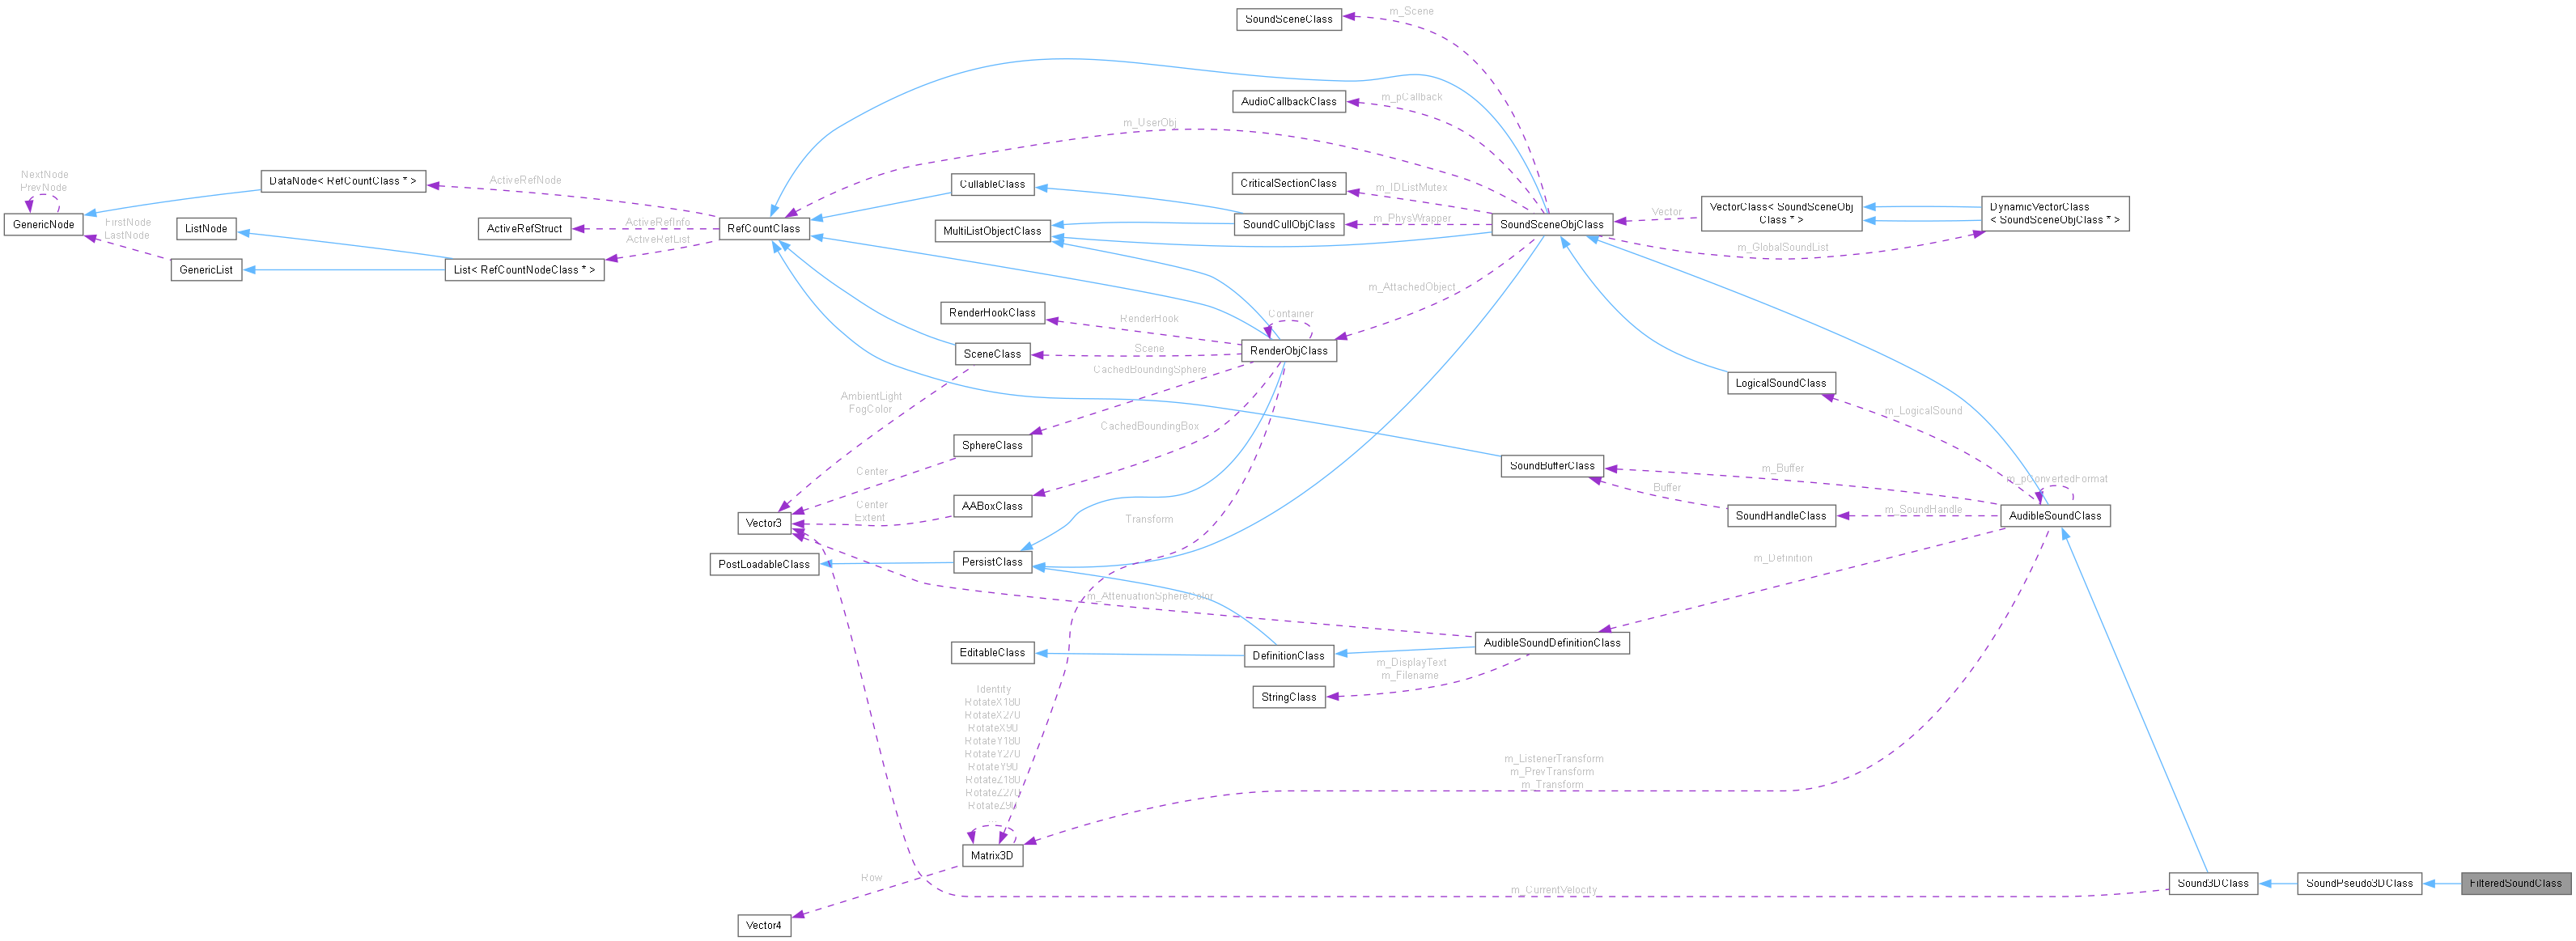 SoundSceneClass
m_Scene
AudioCallbackClass
m_pCallback
m_UserObj
NextNode
PrevNode
GenericNode
DataNode< RefCountClass * >
ActiveRefNode
CullableClass
CriticalSectionClass
m_IDListMutex
VectorClass< SoundSceneObj
Class * >
DynamicVectorClass
< SoundSceneObjClass * >
Vector
FirstNode
LastNode
ListNode
ActiveRefStruct
ActiveRefInfo
RefCountClass
MultiListObjectClass
SoundCullObjClass
m_PhysWrapper
SoundSceneObjClass
m_GlobalSoundList
GenericList
List< RefCountNodeClass * >
ActiveRefList
m_AttachedObject
RenderHookClass
RenderHook
Container
SceneClass
Scene
RenderObjClass
CachedBoundingSphere
LogicalSoundClass
AmbientLight
FogColor
m_LogicalSound
CachedBoundingBox
SphereClass
Center
SoundBufferClass
m_Buffer
Buffer
m_pConvertedFormat
AABoxClass
Center
Extent
Vector3
Transform
SoundHandleClass
m_SoundHandle
AudibleSoundClass
PostLoadableClass
PersistClass
m_Definition
m_AttenuationSphereColor
EditableClass
DefinitionClass
AudibleSoundDefinitionClass
m_DisplayText
m_Filename
StringClass
Identity
RotateX180
RotateX270
RotateX90
RotateY180
RotateY270
RotateY90
RotateZ180
RotateZ270
RotateZ90
...
m_ListenerTransform
m_PrevTransform
m_Transform
Matrix3D
Row
Vector4
m_CurrentVelocity
Sound3DClass
SoundPseudo3DClass
FilteredSoundClass